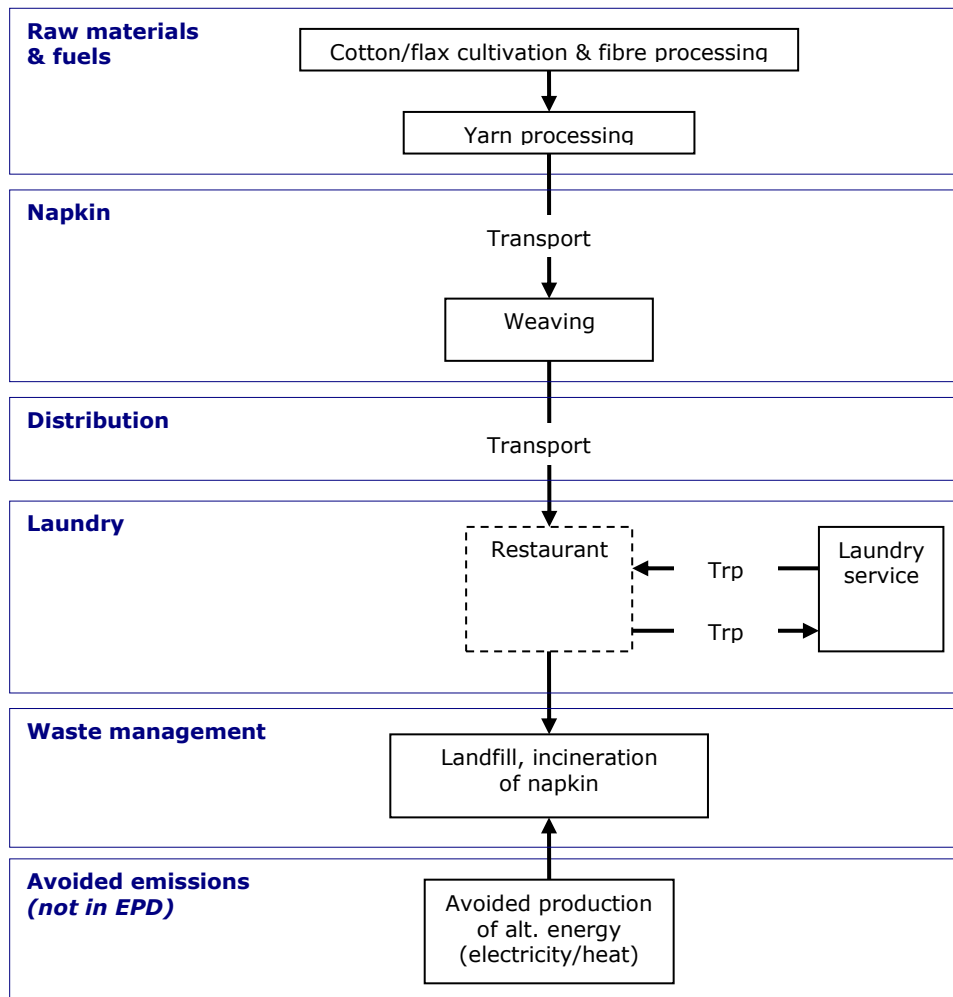 Raw materials
& fuels
Cotton/flax cultivation & fibre processing
Yarn processing
Napkin
Transport
Weaving
Distribution
Transport
Laundry
Restaurant
Trp
Laundry
service
Trp
Waste management
Landfill, incineration
of napkin
Avoided emissions
(not in EPD)
Avoided production
of alt. energy
(electricity/heat)